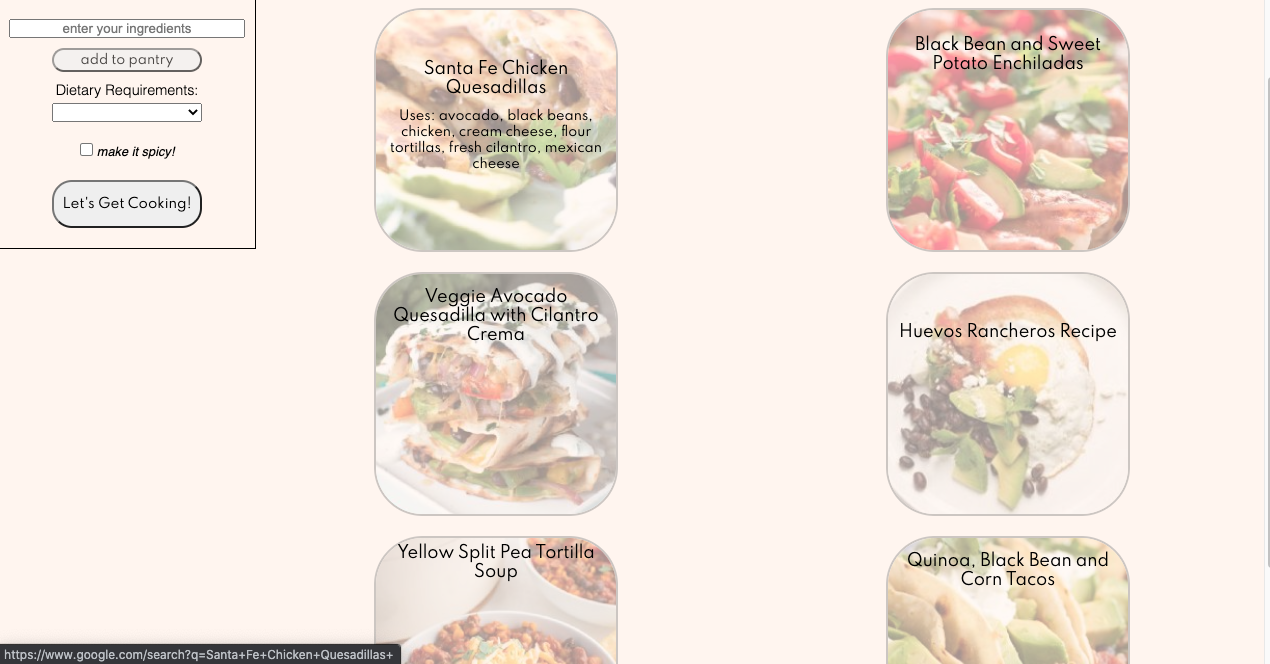 enter your ingredients
add to pantry
Dietary Requirements:
make it spicy!
Let's Get Cooking!
Santa Fe Chicken
Quesadillas
Uses: avocado, black beans,
chicken, cream cheese, flour
tortillas, fresh cilantro, mexican
cheese
Black Bean and Sweet
Potato Enchiladas
Veggie Avocado
Quesadilla with Cilantro
Crema
Huevos Rancheros Recipe
Yellow Split Pea Tortilla
Soup
Quinoa, Black Bean and
Corn Tacos
https://www.google.com/search?q=Santa+Fe+Chicken+Quesadillas+